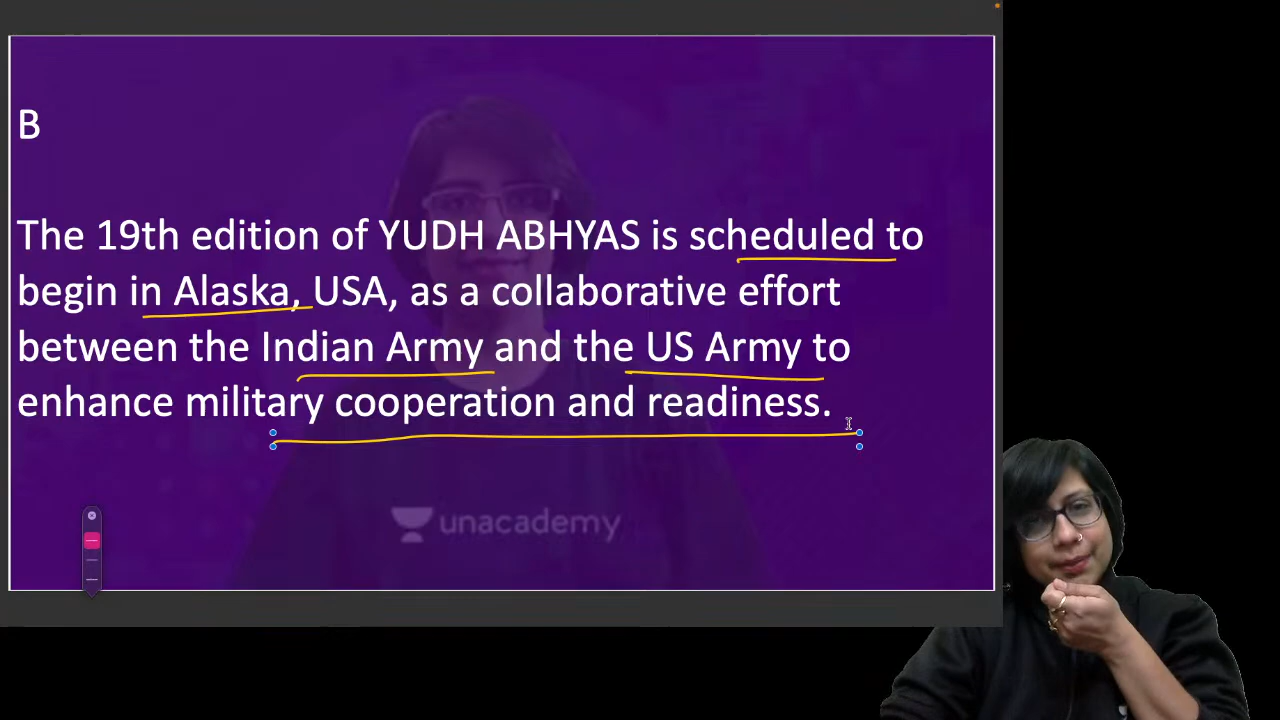 B
The 19th edition of YUDH ABHYAS is scheduled to
begin in Alaska, USA, as a collaborative effort
between the Indian Army and the US Army to
enhance military cooperation and readiness.
unacademy